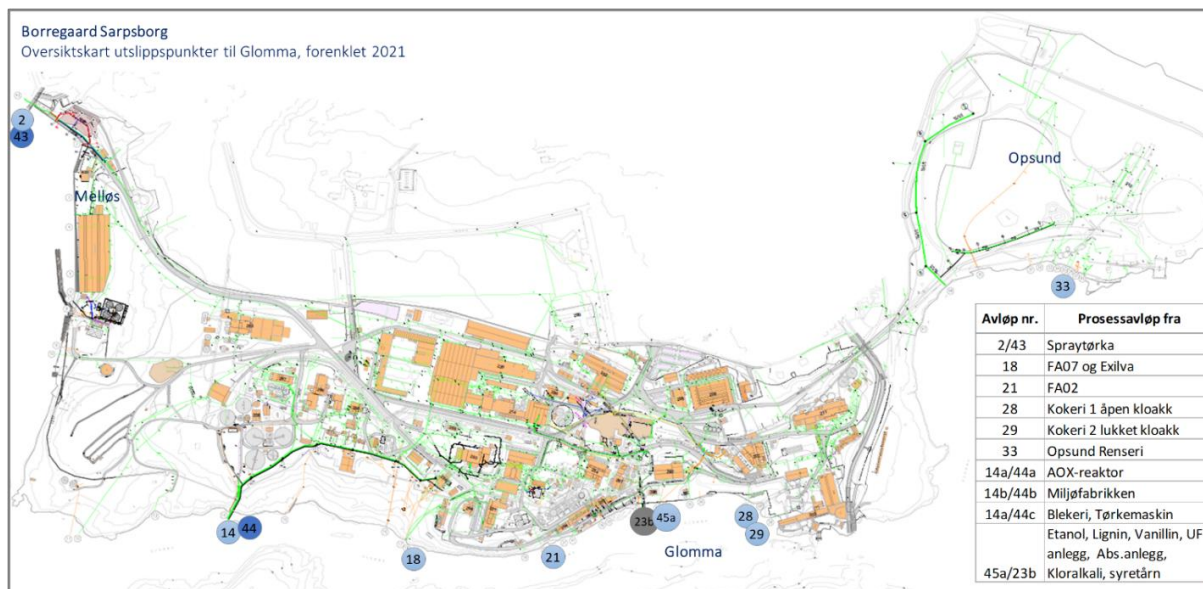 Borregaard Sarpsborg
Oversiktskart utslippspunkter til Glomma, forenklet 2021
2
43
Melløs
Opsund
33
14
44
18
21
23b
45a
28
29
Glomma
Avløp nr. Prosessavløp fra
2/43 Spraytørka
18 FA07 og Exilva
21 FA02
28 Kokeri 1 åpen kloakk
29 Kokeri 2 lukket kloakk
33 Opsund Renseri
14a/44a AOX-reaktor
14b/44b Miljøfabrikken
14a/44c Blekeri, Tørkemaskin
Etanol, Lignin, Vanillin, UF
anlegg, Abs.anlegg,
45a/23b Kloralkali, syretårn